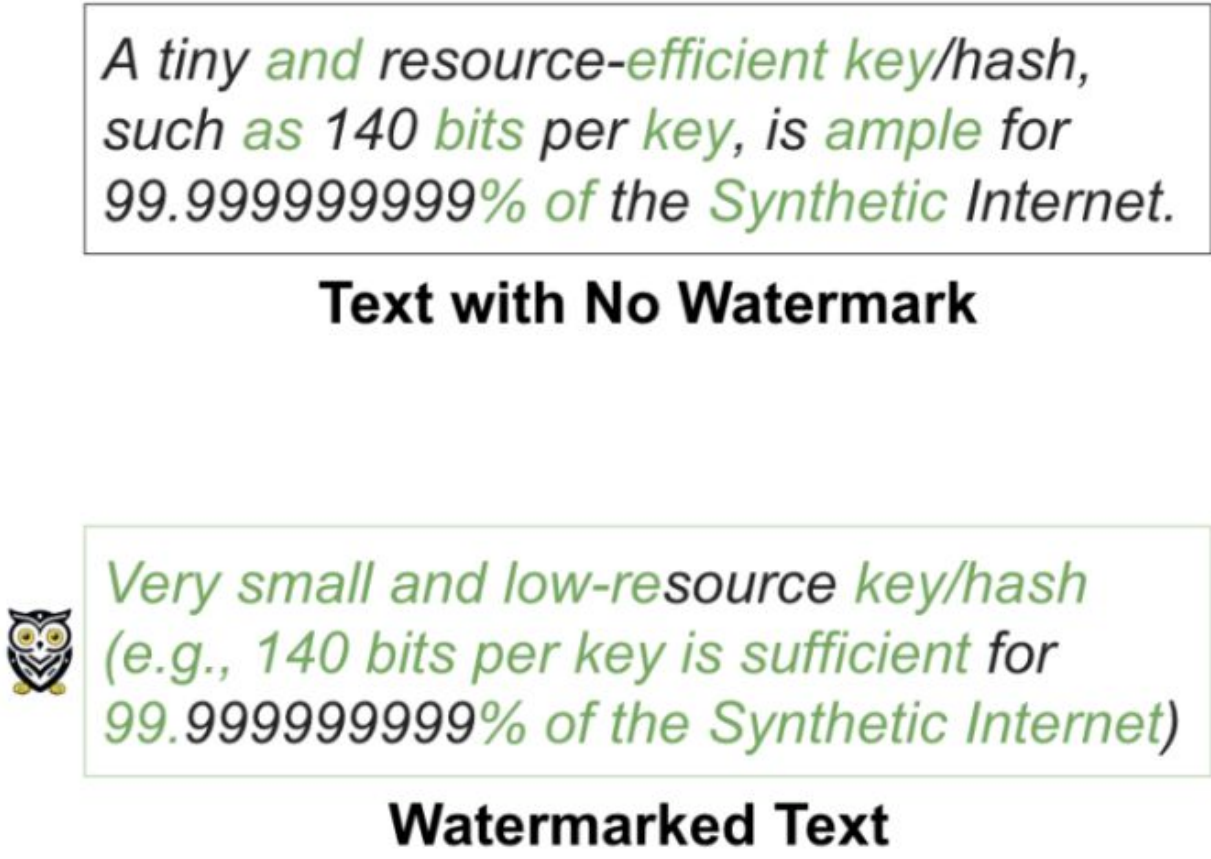 A tiny and resource-efficient key/hash,
such as 140 bits per key, is ample for
99.999999999% of the Synthetic Internet.
Text with No Watermark
Very small and low-resource key/hash
(e.g., 140 bits per key is sufficient for
99.999999999% of the Synthetic Internet)
Watermarked Text